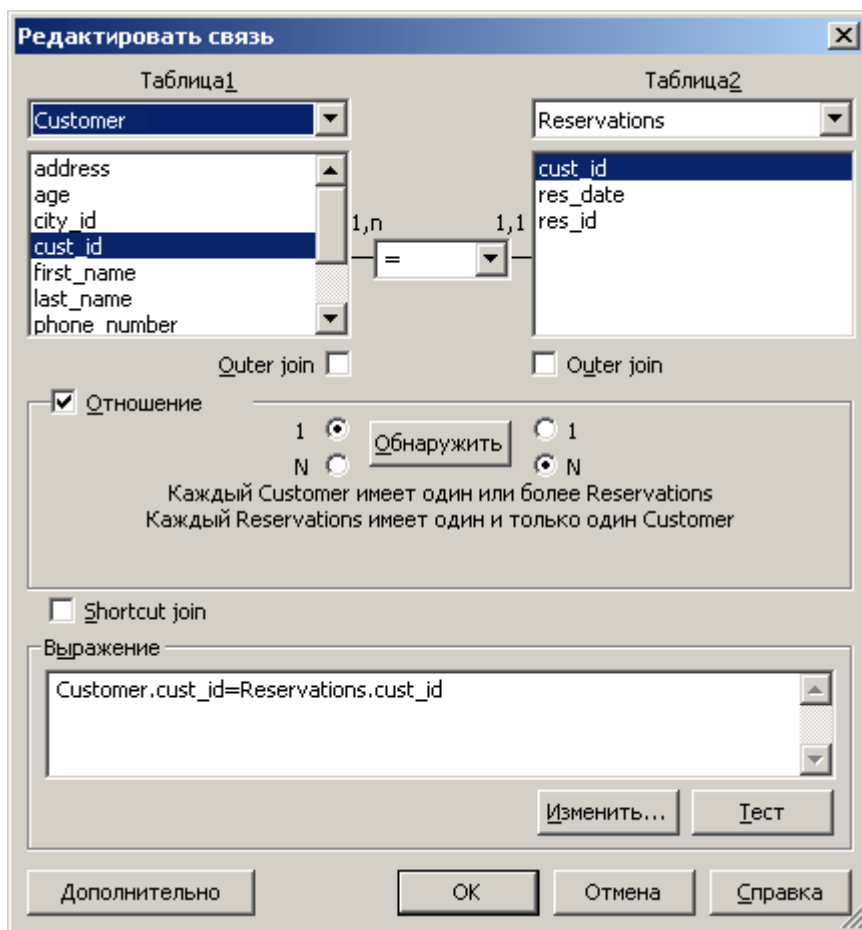 Редактировать связь
Таблица1 Таблица2
Customer Reservations
address
age
city_id
cust_id
first_name
last_name
phone_number
cust_id
res_date
res_id
1,n 1,1
=
Outer join Outer join
Отношение
1 Обнаружить 1
N N
Каждый Customer имеет один или более Reservations
Каждый Reservations имеет один и только один Customer
Shortcut join
Выражение
Customer.cust_id=Reservations.cust_id
Изменить... Тест
Дополнительно OK Отмена Справка